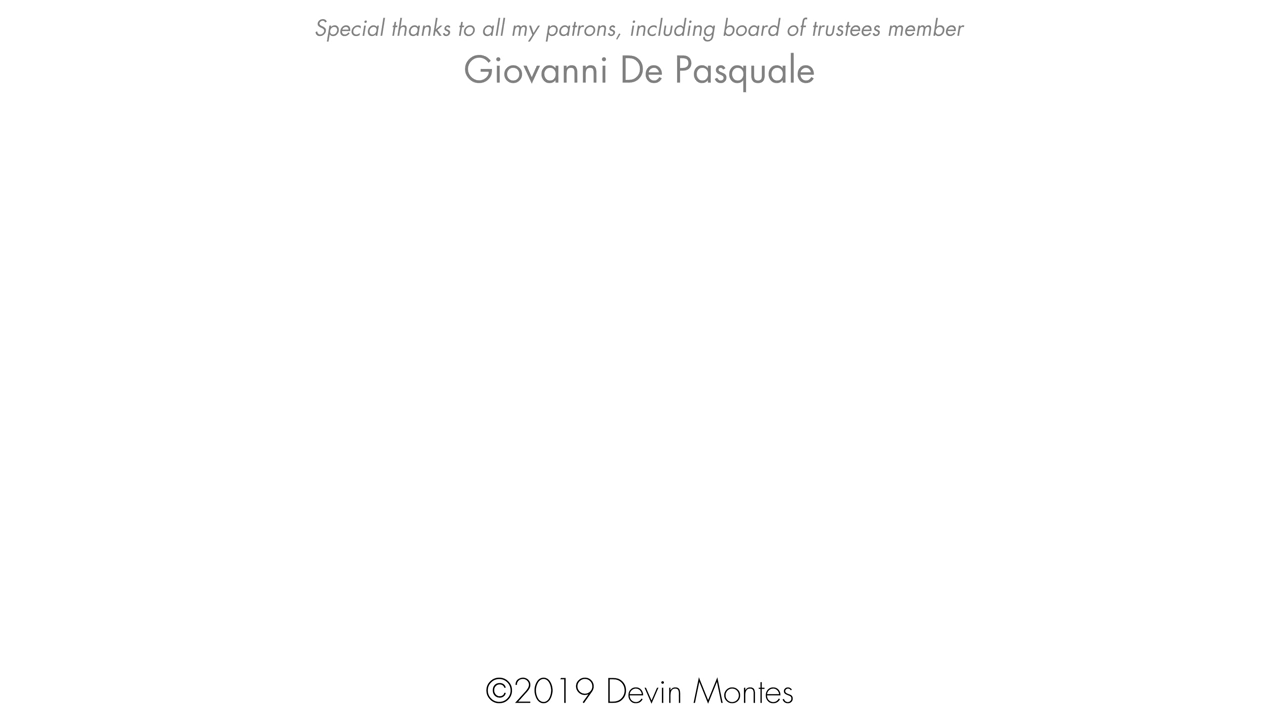 Special thanks to all my patrons, including board of trustees member
Giovanni De Pasquale
©2019 Devin Montes